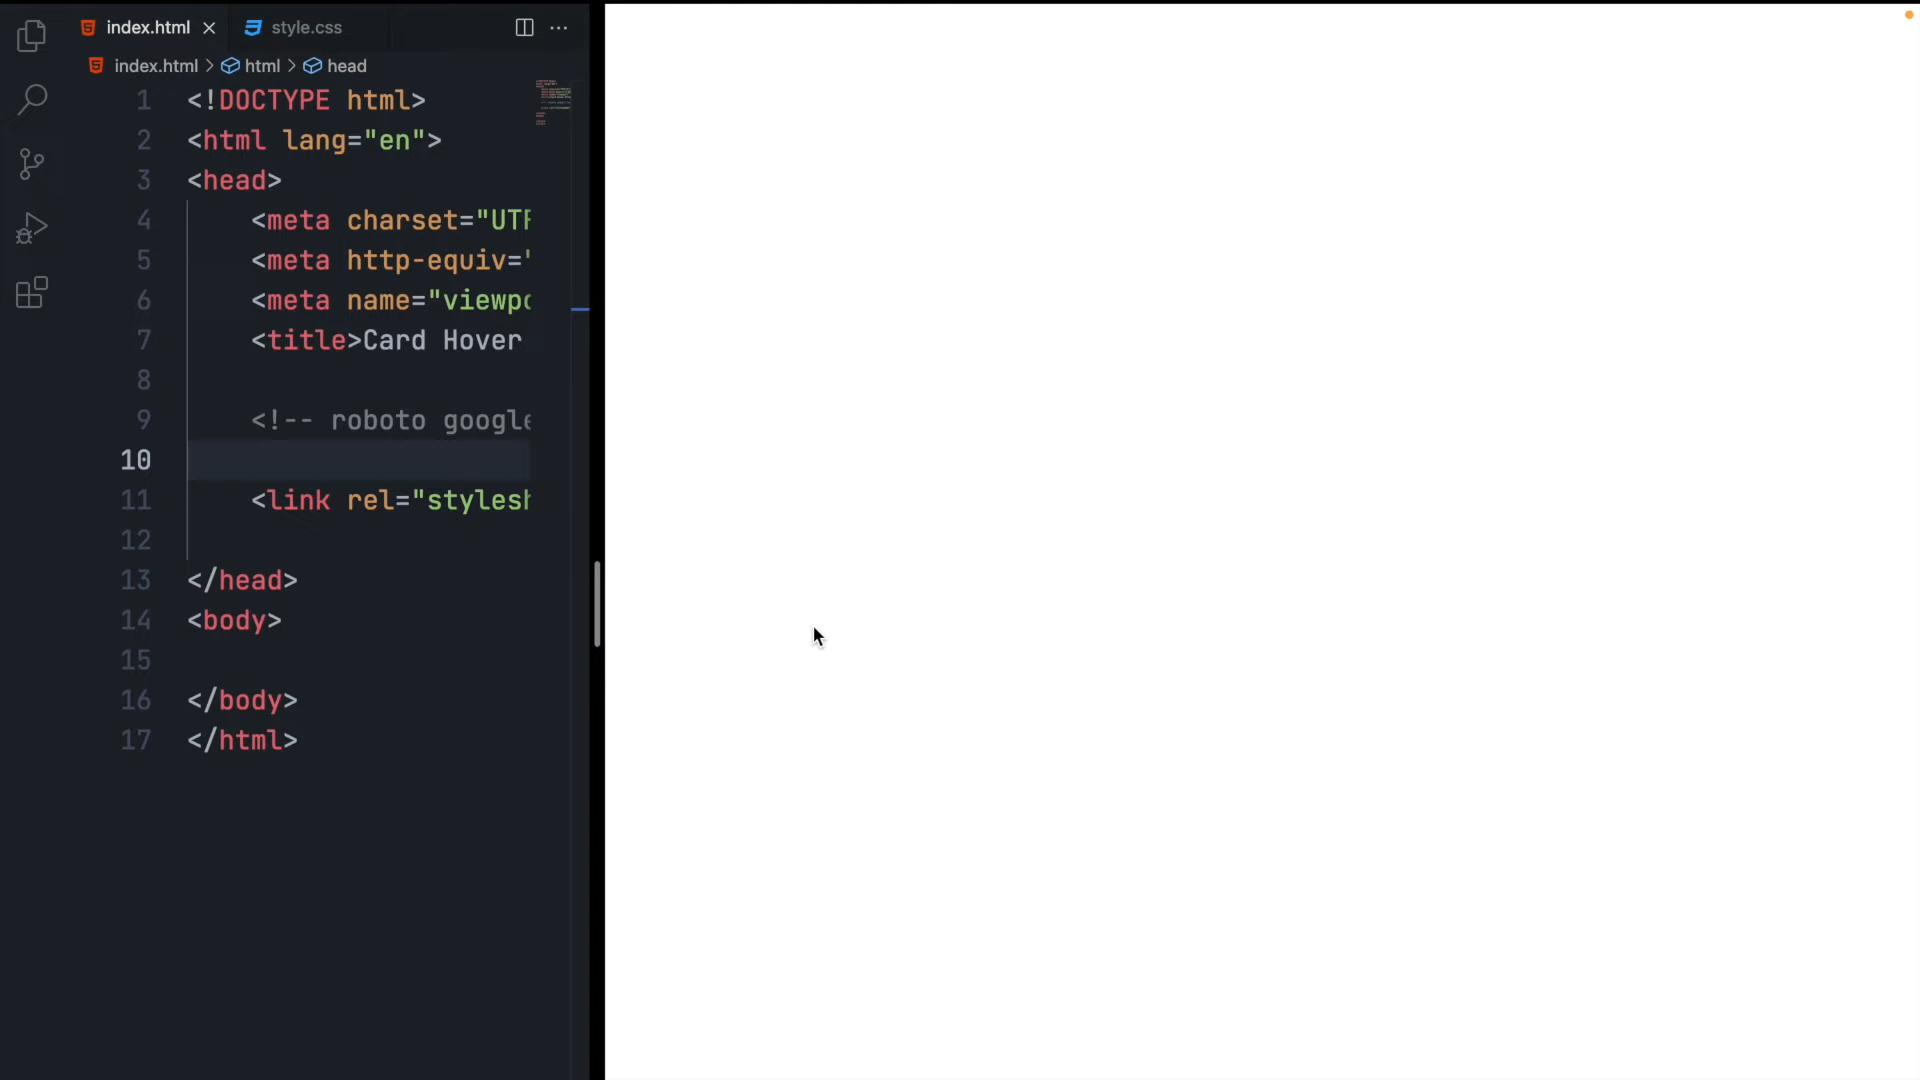 index.html
style.css
index.html > html > head
1 <!DOCTYPE html>
2 <html lang="en">
3 <head>
4 <meta charset="UTF
5 <meta http-equiv="
6 <meta name="viewpo
7 <title>Card Hover
8
9 <!-- roboto google
10
11 <link rel="stylesh
12
13 </head>
14 <body>
15
16 </body>
17 </html>